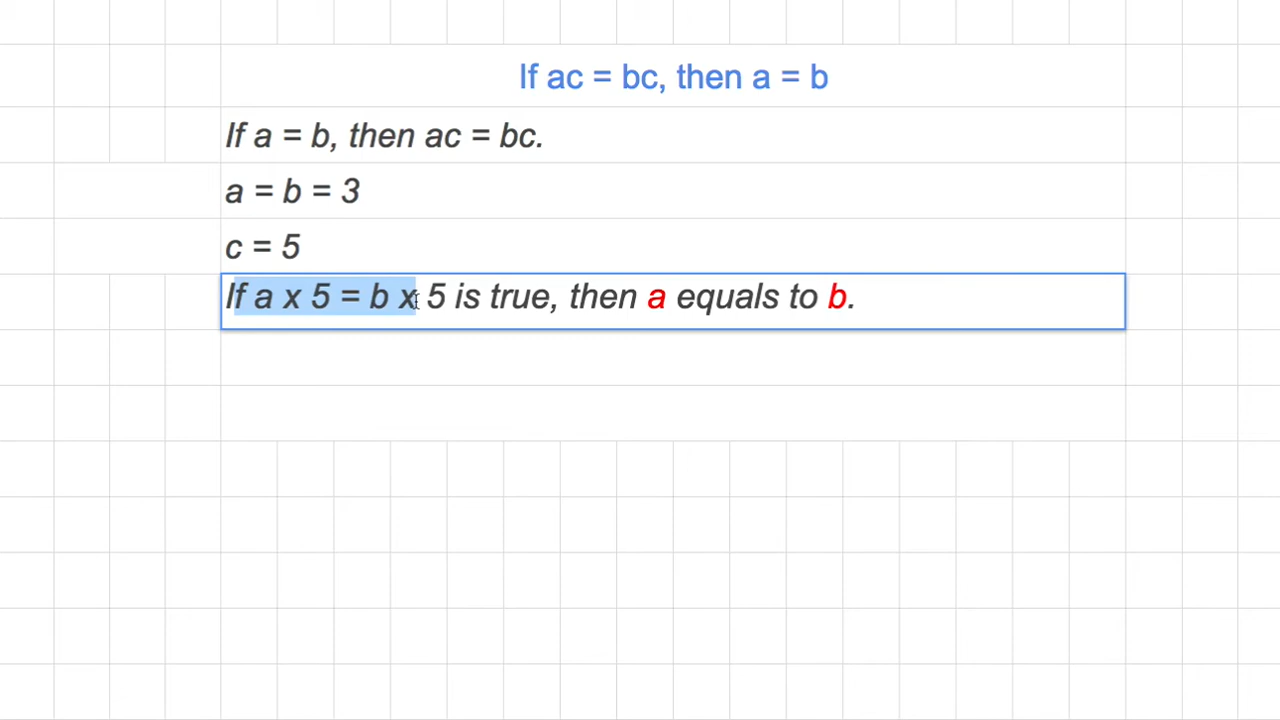 If ac = bc, then a = b
If a = b, then ac = bc.
a = b = 3
c = 5
If a x 5 = b x 5 is true, then a equals to b.